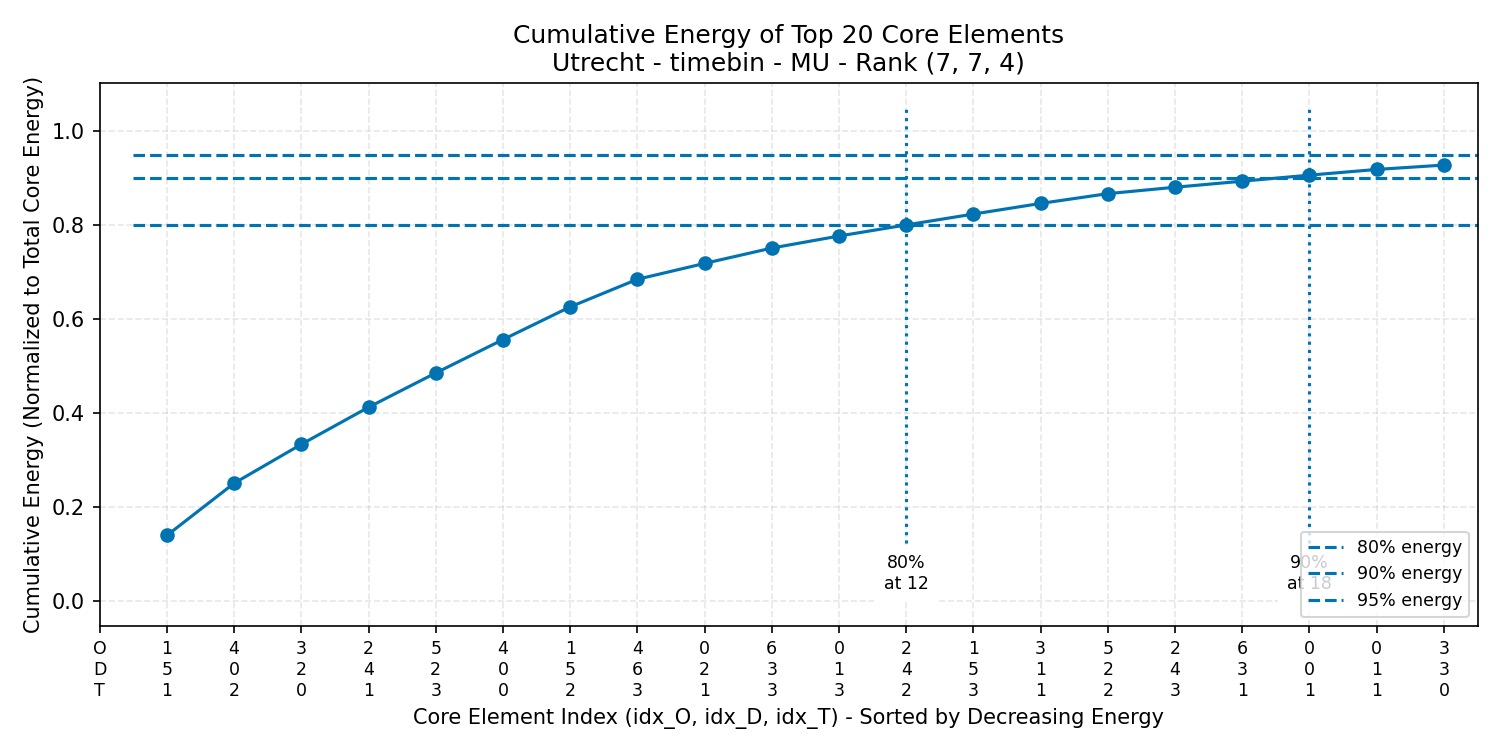 Cumulative Energy of Top 20 Core Elements
Utrecht - timebin - MU - Rank (7, 7, 4)
Cumulative Energy (Normalized to Total Core Energy)
1.0
0.8
0.6
0.4
0.2
0.0
80%
at 12
90%
at 18
80% energy
90% energy
95% energy
O 1 4 3 2 5 4 1 4 0 6 0 2 1 3 5 2 6 0 0 3
D 5 0 2 4 2 0 5 6 2 3 1 4 5 1 2 4 3 0 1 3
T 1 2 0 1 3 0 2 3 1 3 3 2 3 1 2 3 1 1 1 0
Core Element Index (idx_O, idx_D, idx_T) - Sorted by Decreasing Energy